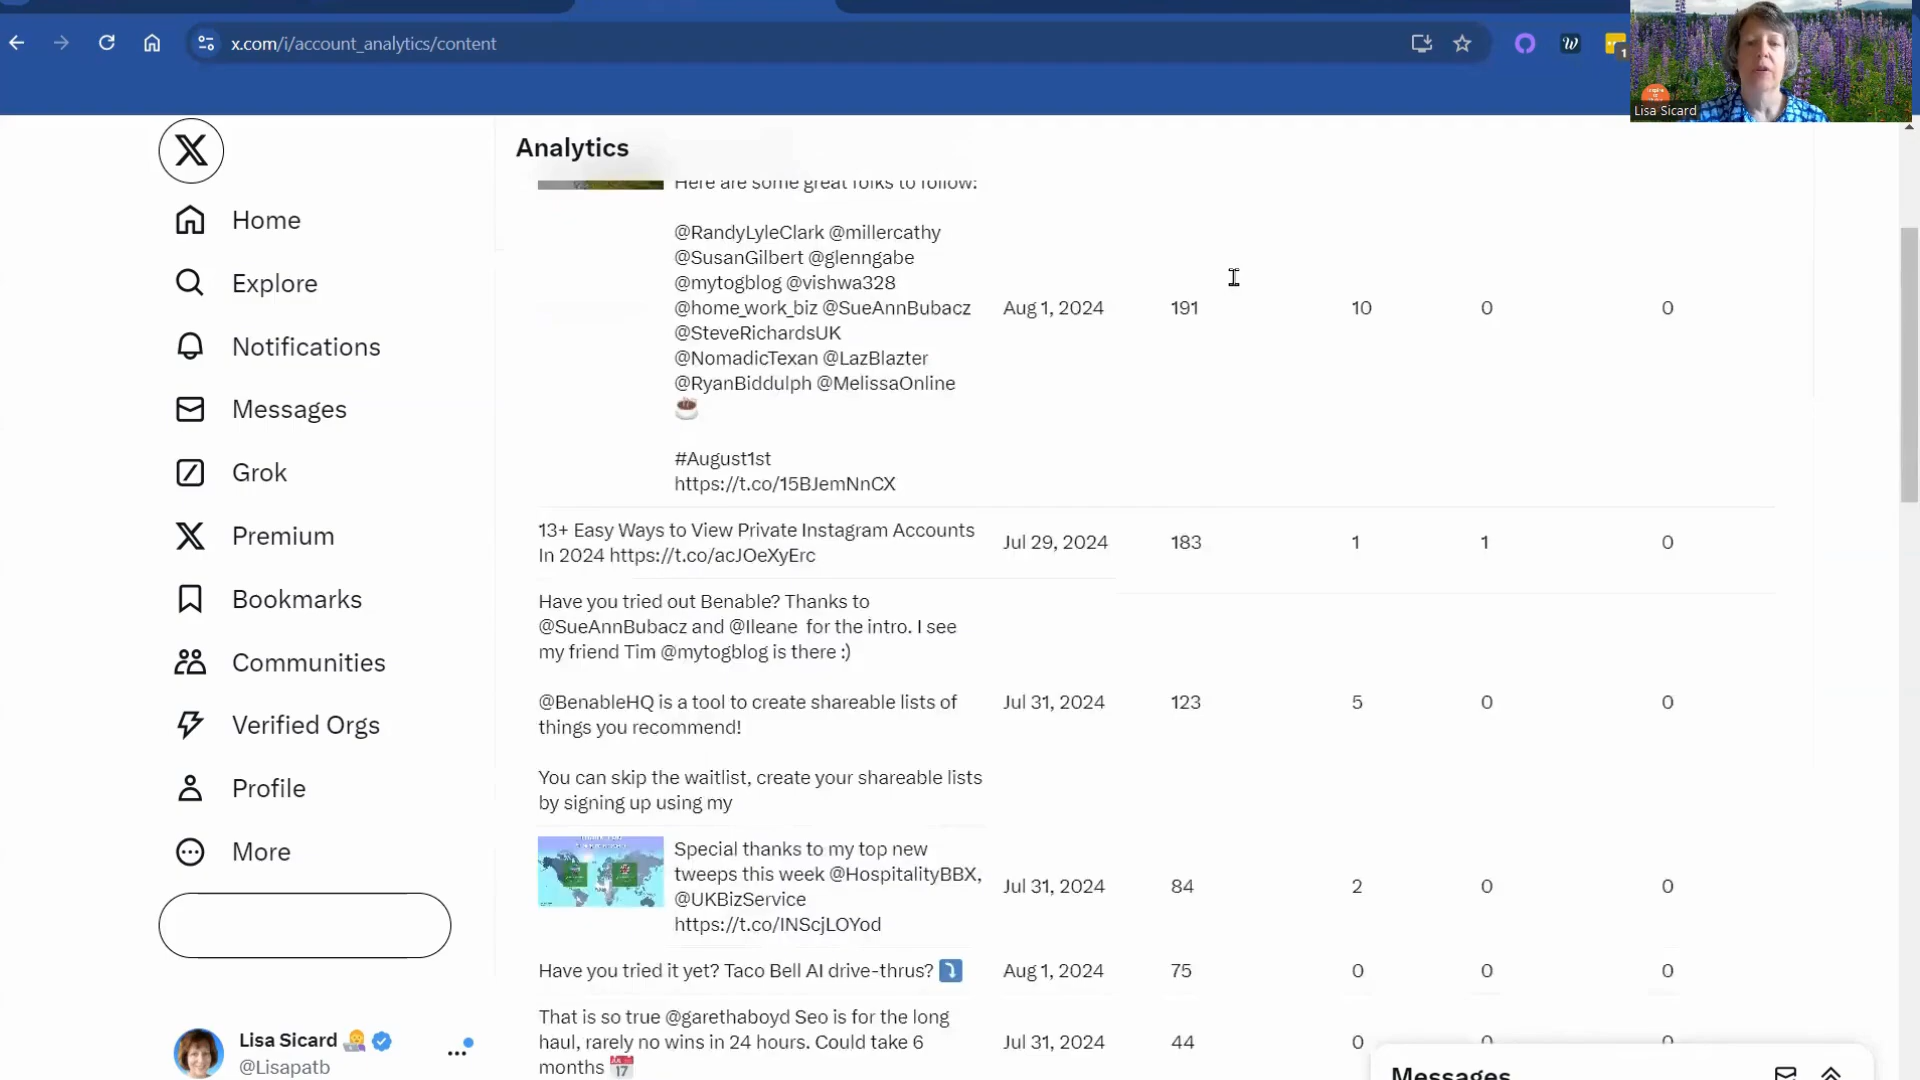 x.com/i/account_analytics/content
1
Lisa Sicard
Analytics
Here are some great folks to follow:
@RandyLyleClark @millercathy
@SusanGilbert @glenngabe
@mytogblog @vishwa328
@home_work_biz @SueAnnBubacz
@SteveRichardsUK
@NomadicTexan @LazBlazter
@RyanBiddulph @MelissaOnline
☕
#August1st
https://t.co/15BJemNnCX
Aug 1, 2024 191 10 0 0
13+ Easy Ways to View Private Instagram Accounts
In 2024 https://t.co/acJOeXyErc
Jul 29, 2024 183 1 1 0
Have you tried out Benable? Thanks to
@SueAnnBubacz and @Ileane for the intro. I see
my friend Tim @mytogblog is there :)
@BenableHQ is a tool to create shareable lists of
things you recommend!
You can skip the waitlist, create your shareable lists
by signing up using my
Jul 31, 2024 123 5 0 0
Special thanks to my top new
tweeps this week @HospitalityBBX,
@UKBizService
https://t.co/INScjLOYod
Jul 31, 2024 84 2 0 0
Have you tried it yet? Taco Bell AI drive-thrus? ⤵️
Aug 1, 2024 75 0 0 0
That is so true @garethaboyd Seo is for the long
haul, rarely no wins in 24 hours. Could take 6
months 📅
Jul 31, 2024 44 0 0 0
Home
Explore
Notifications
Messages
Grok
Premium
Bookmarks
Communities
Verified Orgs
Profile
More
Lisa Sicard
@Lisapatb
Messages